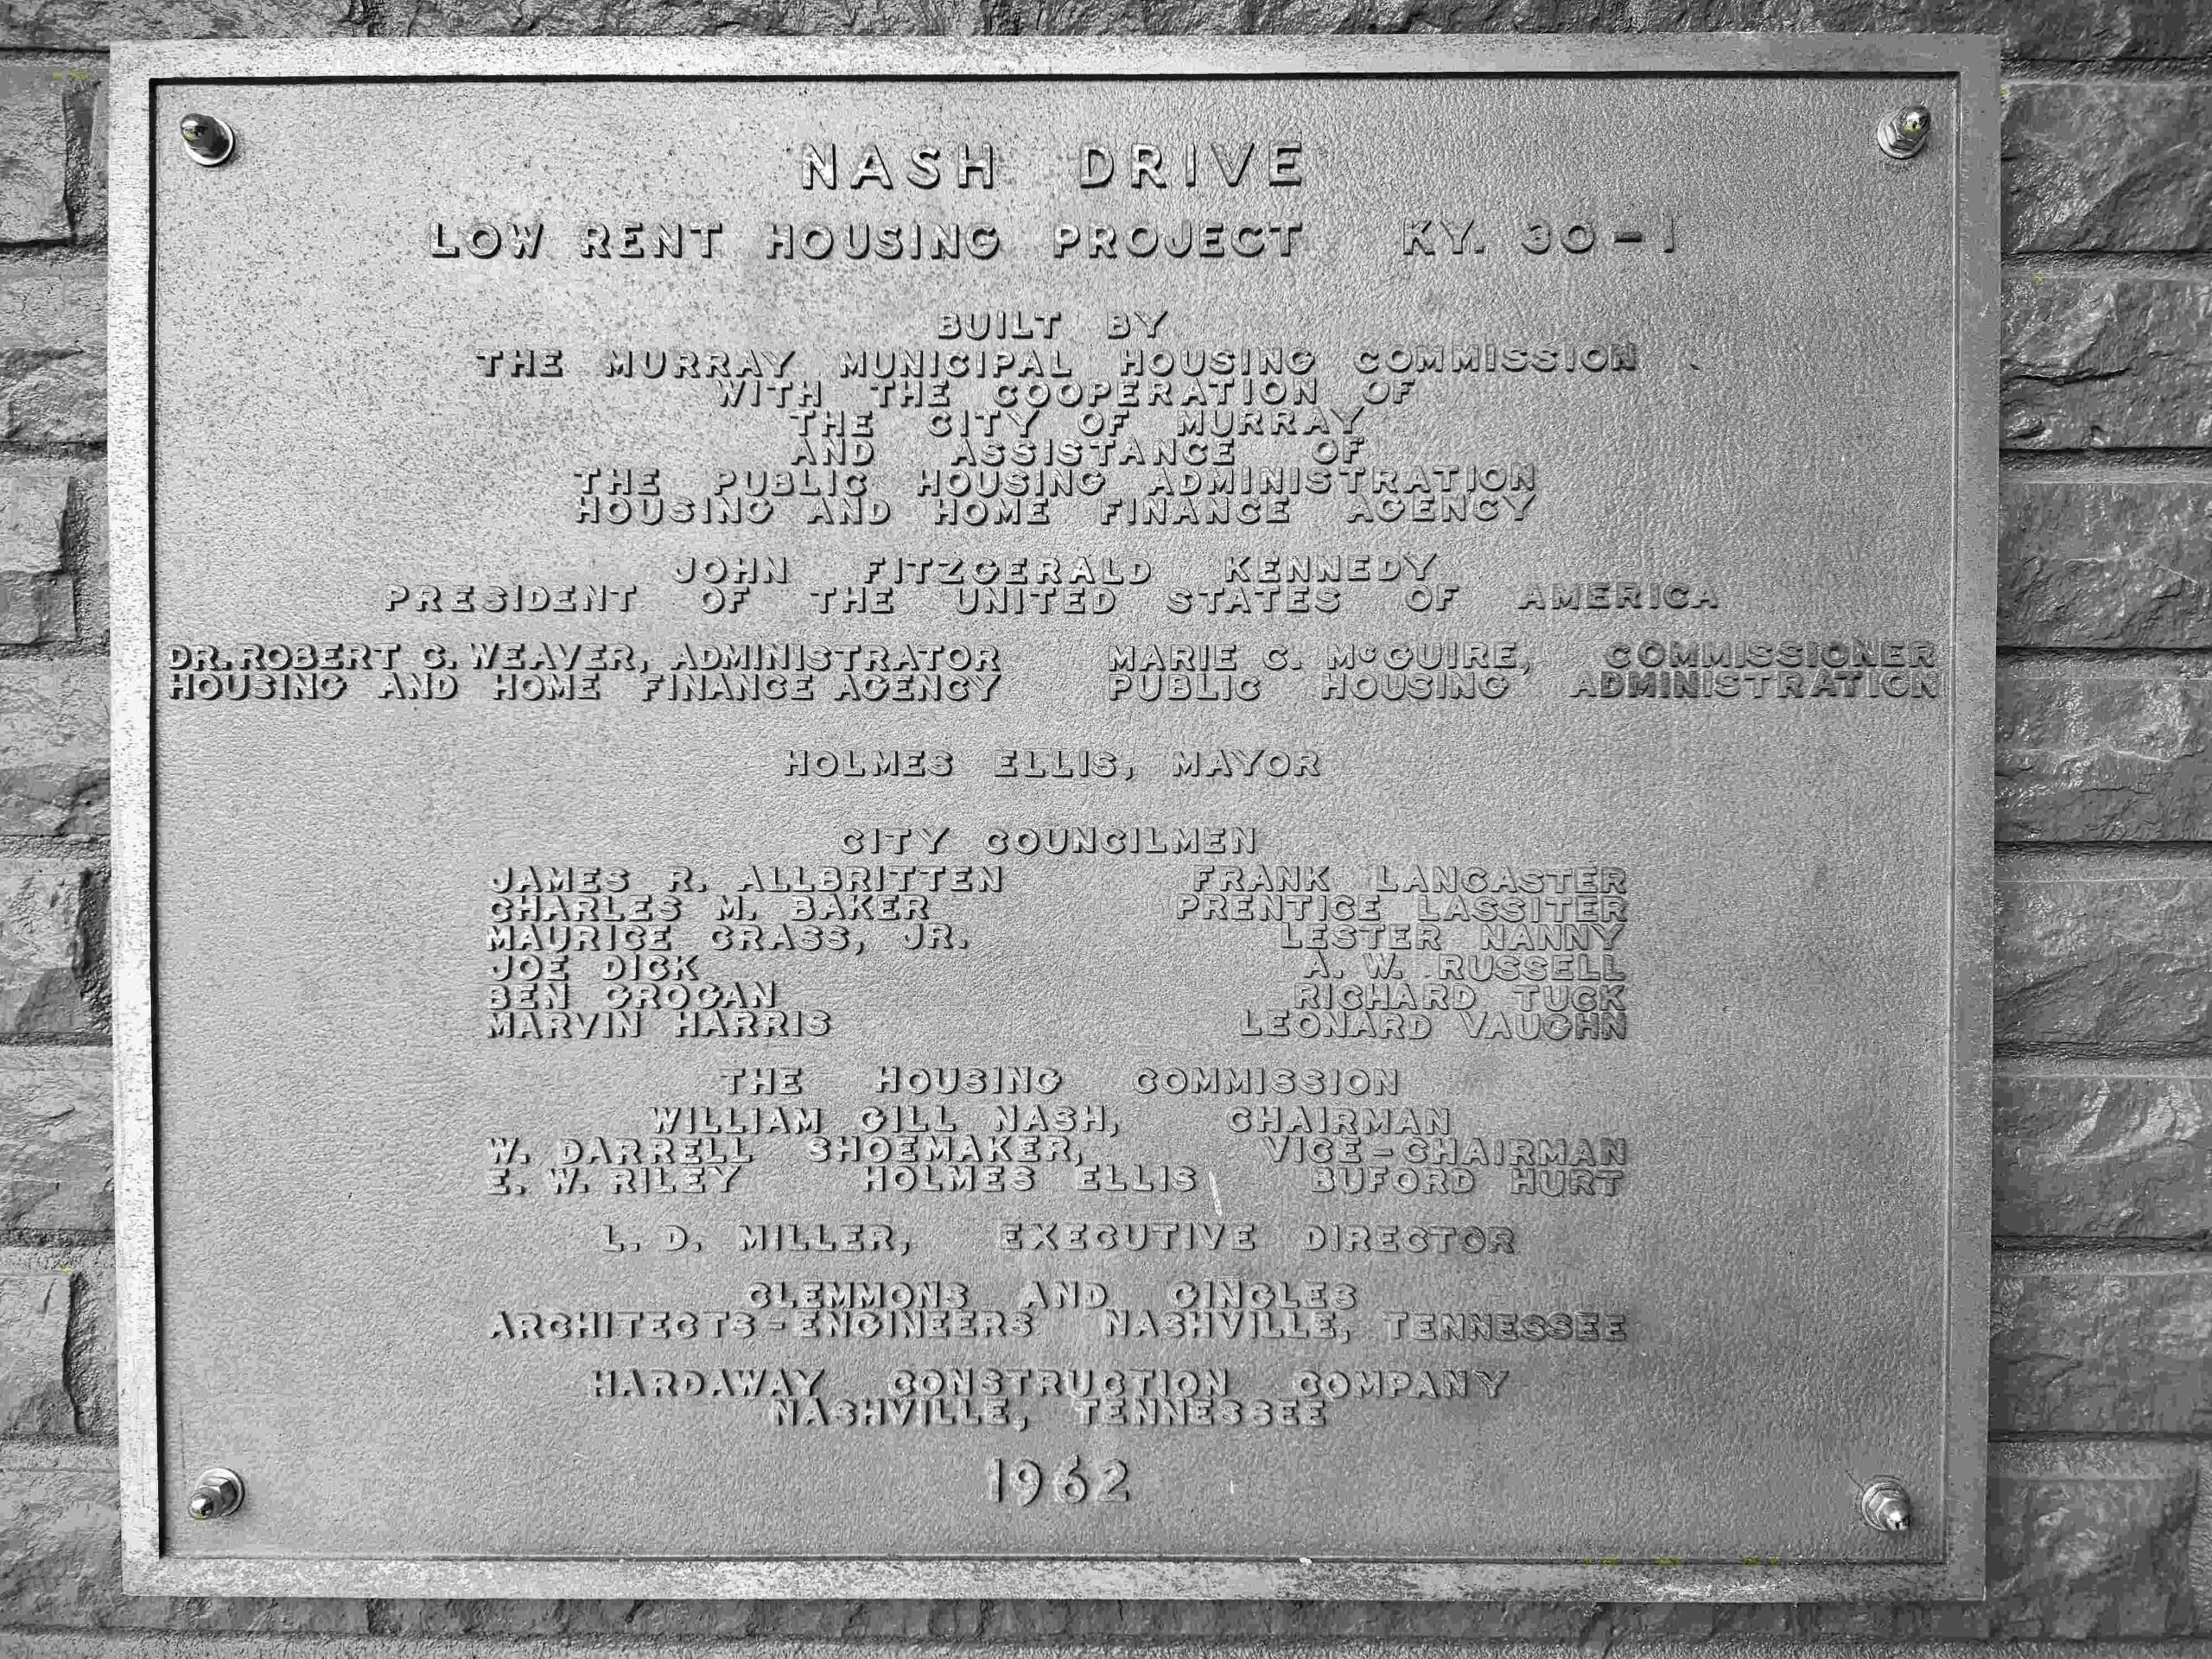 NASH DRIVE
LOW RENT HOUSING PROJECT KY. 30-1
BUILT BY
THE MURRAY MUNICIPAL HOUSING COMMISSION
WITH THE COOPERATION OF
THE CITY OF MURRAY
AND ASSISTANCE OF
THE PUBLIC HOUSING ADMINISTRATION
HOUSING AND HOME FINANCE AGENCY
JOHN FITZGERALD KENNEDY
PRESIDENT OF THE UNITED STATES OF AMERICA
DR. ROBERT C. WEAVER, ADMINISTRATOR
HOUSING AND HOME FINANCE AGENCY
MARIE C. McGUIRE, COMMISSIONER
PUBLIC HOUSING ADMINISTRATION
HOLMES ELLIS, MAYOR
CITY COUNCILMEN
JAMES R. ALLBRITTEN
CHARLES M. BAKER
MAURICE CRASS, JR.
JOE DICK
BEN GROGAN
MARVIN HARRIS
FRANK LANCASTER
PRENTICE LASSITER
LESTER NANNY
A. W. RUSSELL
RICHARD TUCK
LEONARD VAUGHN
THE HOUSING COMMISSION
WILLIAM GILL NASH, CHAIRMAN
W. DARRELL SHOEMAKER, VICE-CHAIRMAN
E. W. RILEY HOLMES ELLIS BUFORD HURT
L. D. MILLER, EXECUTIVE DIRECTOR
CLEMMONS AND GINGLES
ARCHITECTS-ENGINEERS NASHVILLE, TENNESSEE
HARDAWAY CONSTRUCTION COMPANY
NASHVILLE, TENNESSEE
1962